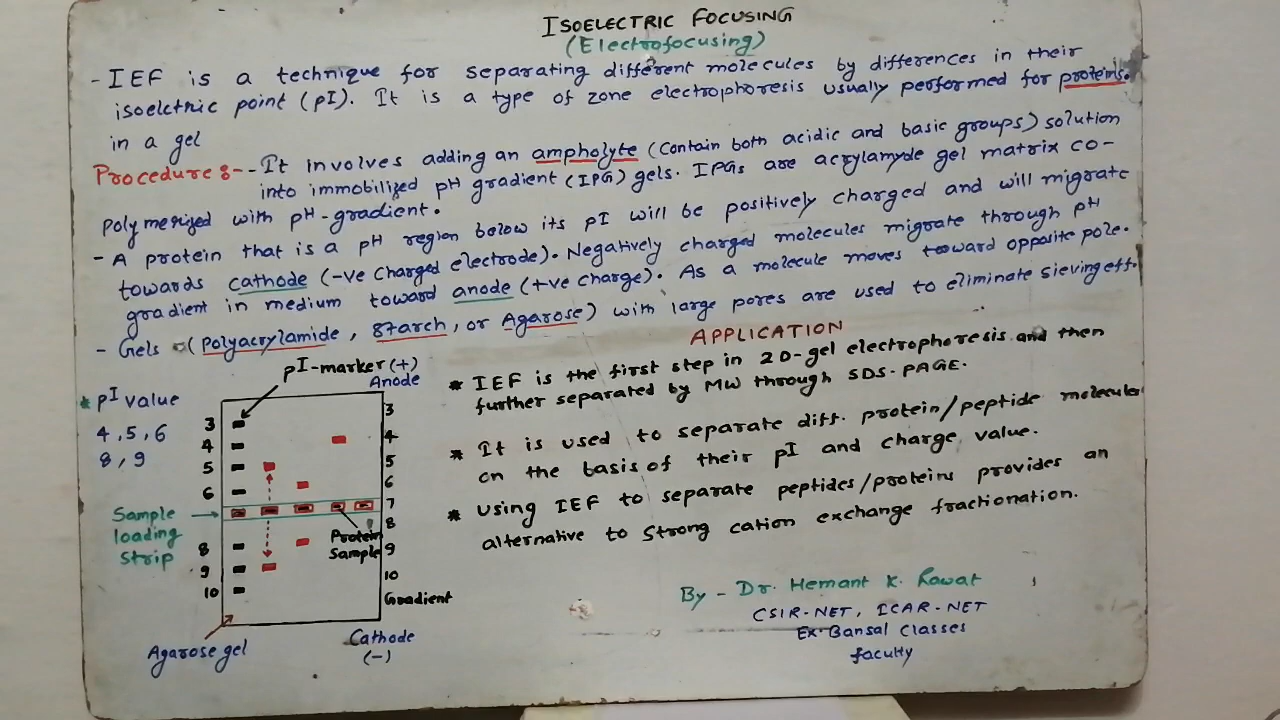 ISOELECTRIC FOCUSING
(Electrofocusing)
- IEF is a technique for separating different molecules by differences in their
isoelctric point (pI). It is a type of zone electrophoresis usually performed for proteins.
in a gel
Procedure :- - It involves adding an ampholyte (contain both acidic and basic groups) solution
into immobilized pH gradient (IPG) gels. IPGs are acrylamyde gel matrix co-
polymerized with pH-gradient.
- A protein that is a pH region below its pI will be positively charged and will migrate
towards cathode (-ve charged electrode). Negatively charged molecules migrate through pH
gradient in medium toward anode (+ve charge). As a molecule moves toward opposite pole.
- Gels (polyacrylamide, starch, or Agarose) with large pores are used to eliminate sieving eff.
APPLICATION
* IEF is the first step in 2D-gel electrophoresis and then
further separated by MW through SDS-PAGE.
* It is used to separate diff. protein/peptide molecules
on the basis of their pI and charge value.
* Using IEF to separate peptides/proteins provides an
alternative to strong cation exchange fractionation.
pI-marker (+)
Anode
* pI value
4, 5, 6
8, 9
3
4
5
6
8
9
10
3
4
5
6
7
8
9
10
Gradient
Sample
loading
strip
Protein
Sample
Agarose gel
Cathode
(-)
By - Dr. Hemant K. Rawat
CSIR-NET, ICAR-NET
Ex. Bansal Classes
faculty